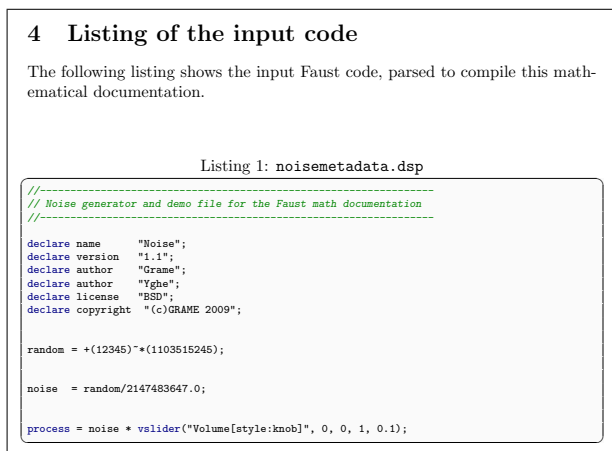 4 Listing of the input code
The following listing shows the input Faust code, parsed to compile this math-
ematical documentation.
Listing 1: noisemetadata.dsp
//-----------------------------------------------------------------
// Noise generator and demo file for the Faust math documentation
//-----------------------------------------------------------------
declare name      "Noise";
declare version   "1.1";
declare author    "Grame";
declare author    "Yghe";
declare license   "BSD";
declare copyright  "(c)GRAME 2009";
random = +(12345)~*(1103515245);
noise  = random/2147483647.0;
process = noise * vslider("Volume[style:knob]", 0, 0, 1, 0.1);